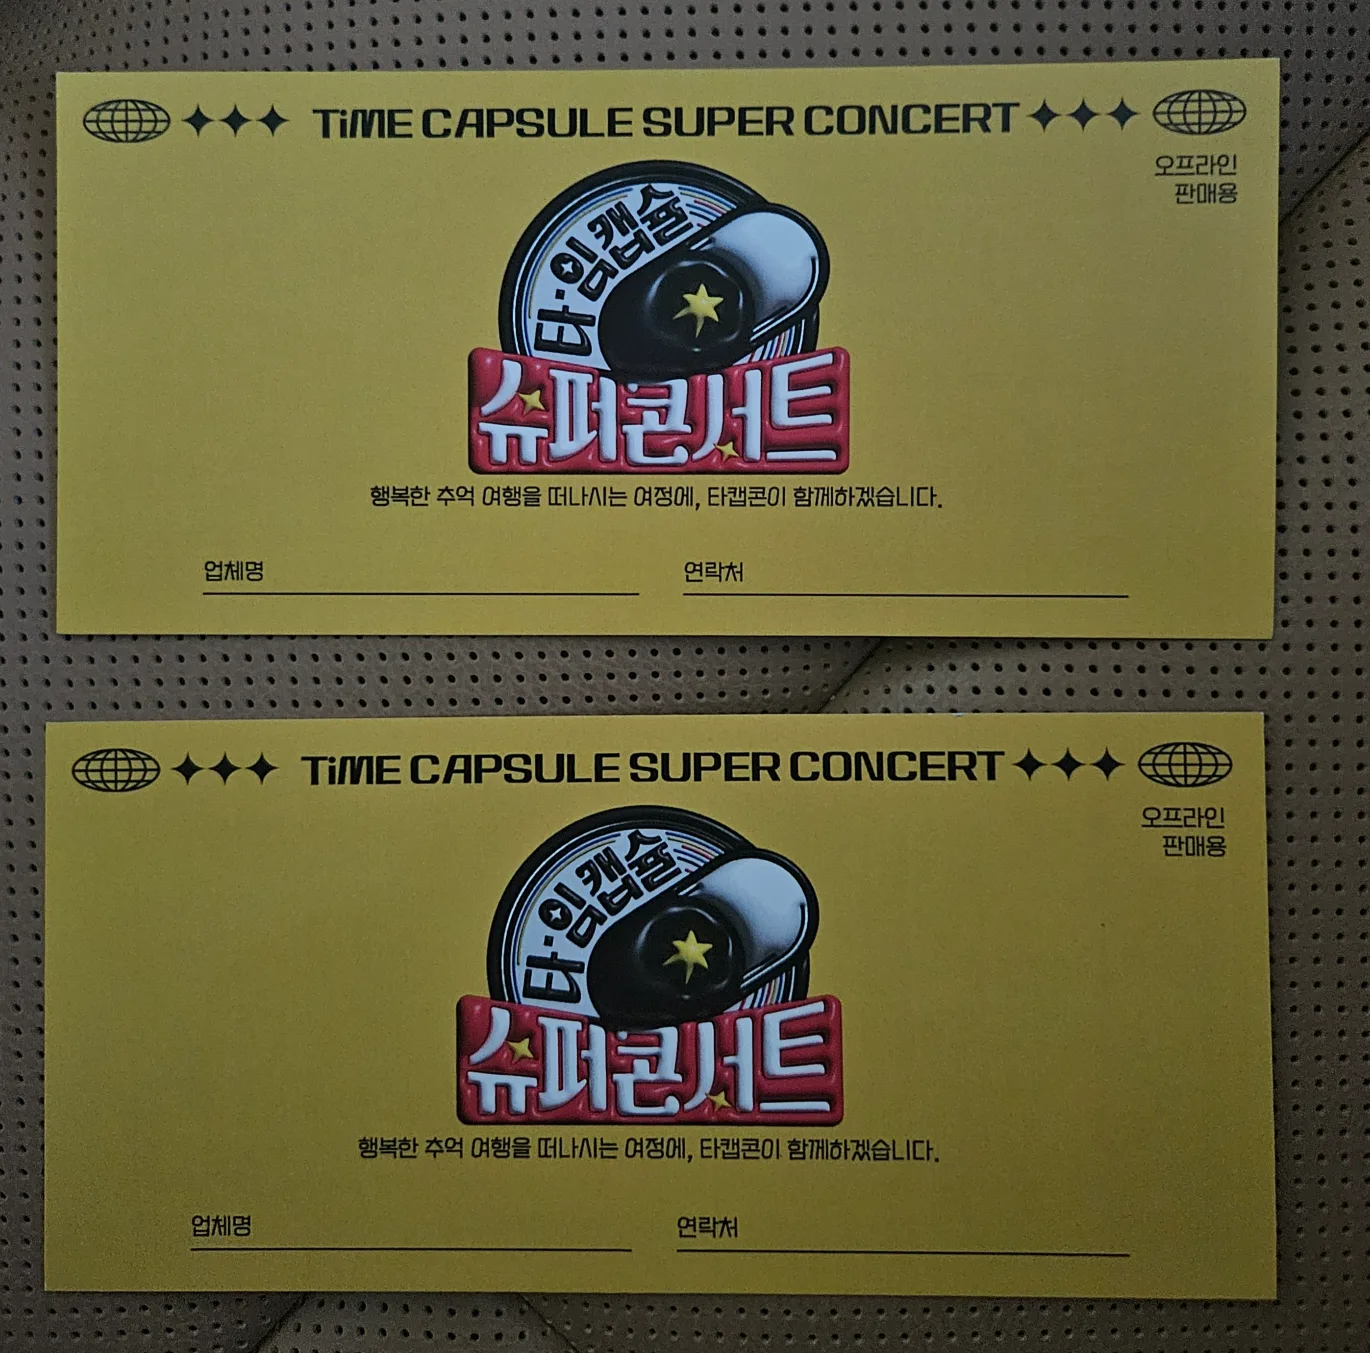 TiME CAPSULE SUPER CONCERT
오프라인
판매용
타임캡슐
슈퍼콘서트
행복한 추억 여행을 떠나시는 여정에, 타캡콘이 함께하겠습니다.
업체명 연락처
TiME CAPSULE SUPER CONCERT
오프라인
판매용
타임캡슐
슈퍼콘서트
행복한 추억 여행을 떠나시는 여정에, 타캡콘이 함께하겠습니다.
업체명 연락처